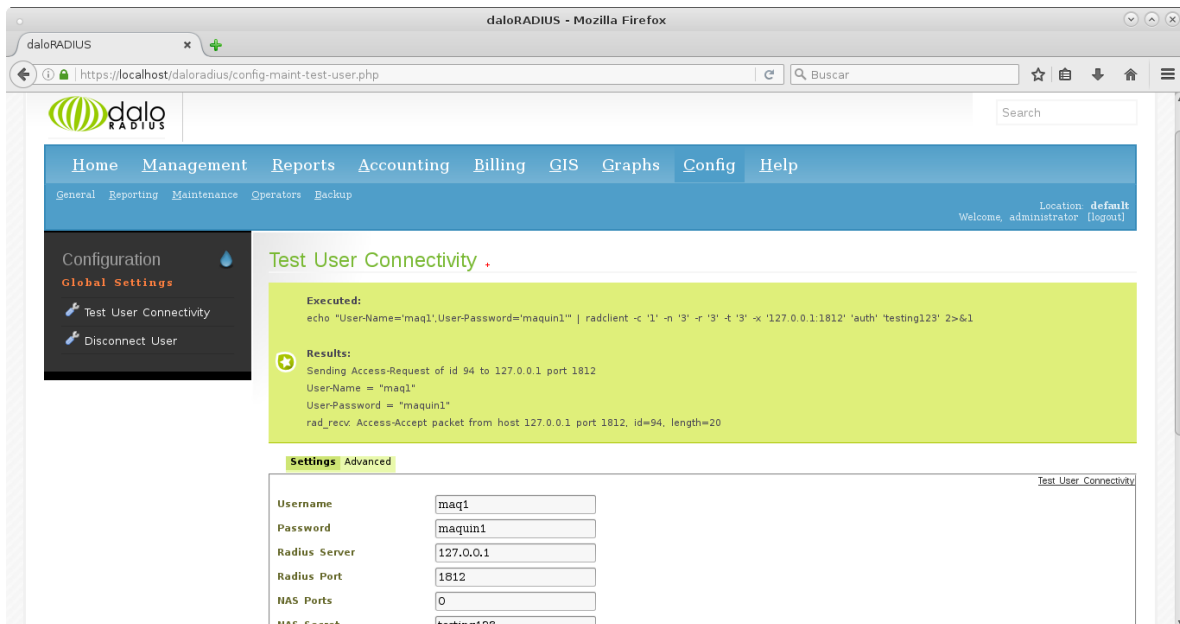 daloRADIUS - Mozilla Firefox
daloRADIUS
https://localhost/daloradius/config-maint-test-user.php
Buscar
dalo
RADIUS
Search
Home Management Reports Accounting Billing GIS Graphs Config Help
General Reporting Maintenance Operators Backup
Location: default
Welcome, administrator [logout]
Configuration
Global Settings
Test User Connectivity
Disconnect User
Test User Connectivity +
Executed:
echo "User-Name='maq1',User-Password='maquin1'" | radclient -c '1' -n '3' -r '3' -t '3' -x '127.0.0.1:1812' 'auth' 'testing123' 2>&1
Results:
Sending Access-Request of id 94 to 127.0.0.1 port 1812
User-Name = "maq1"
User-Password = "maquin1"
rad_recv: Access-Accept packet from host 127.0.0.1 port 1812, id=94, length=20
Settings Advanced
Test User Connectivity
Username maq1
Password maquin1
Radius Server 127.0.0.1
Radius Port 1812
NAS Ports 0
NAS Secret testing123